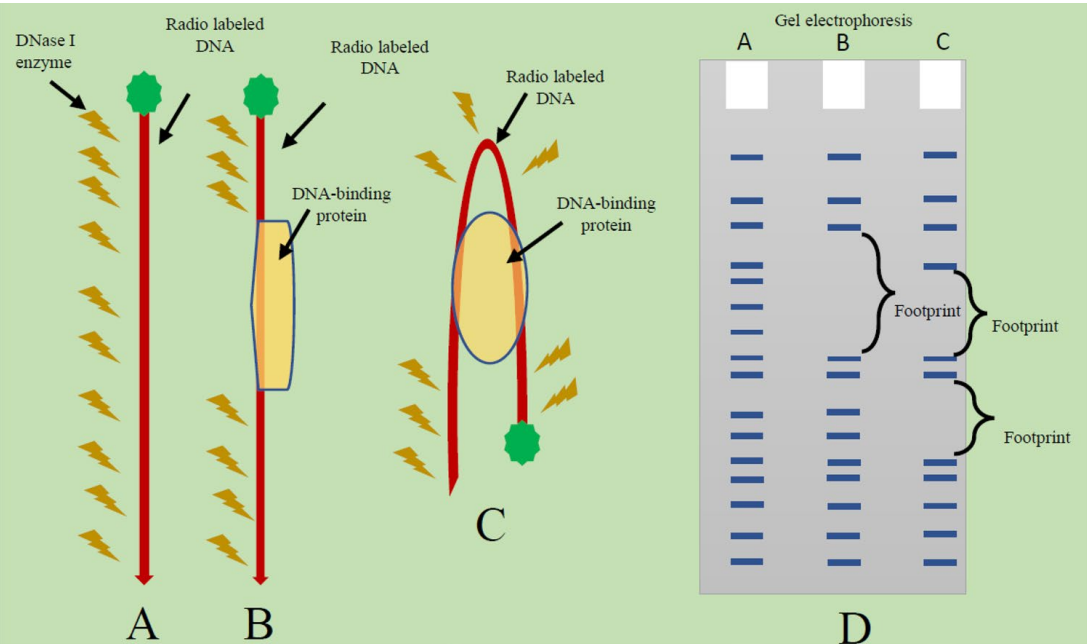 DNase I
enzyme
Radio labeled
DNA
Radio labeled
DNA
DNA-binding
protein
Radio labeled
DNA
DNA-binding
protein
Gel electrophoresis
A B C
Footprint
Footprint
Footprint
A
B
C
D